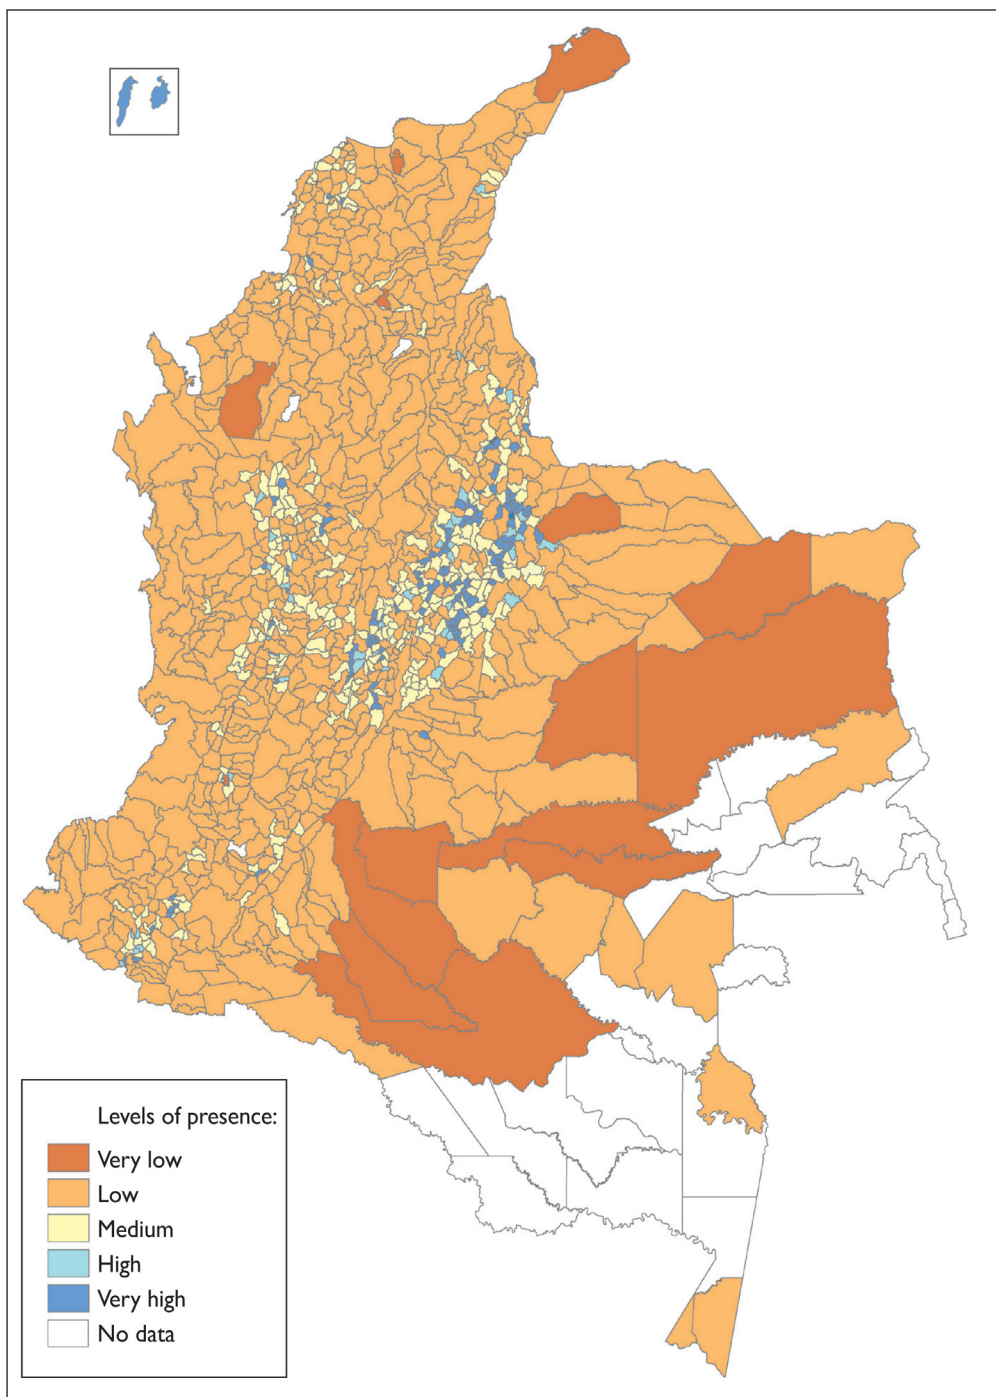 Levels of presence:
Very low
Low
Medium
High
Very high
No data